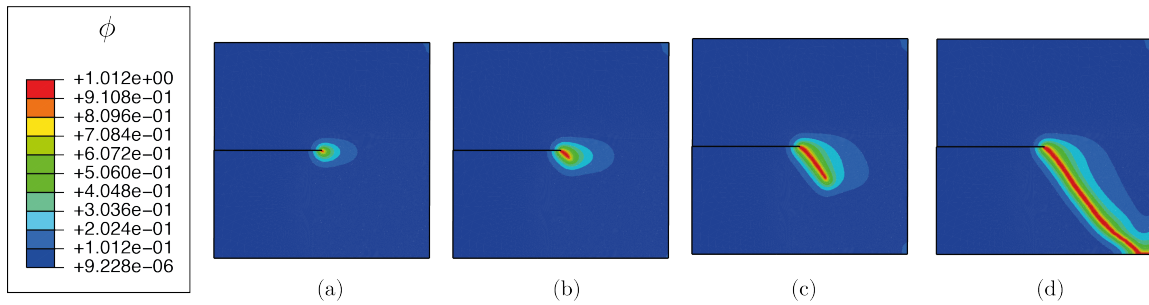 ϕ
+1.012e+00
+9.108e-01
+8.096e-01
+7.084e-01
+6.072e-01
+5.060e-01
+4.048e-01
+3.036e-01
+2.024e-01
+1.012e-01
+9.228e-06
(a) (b) (c) (d)